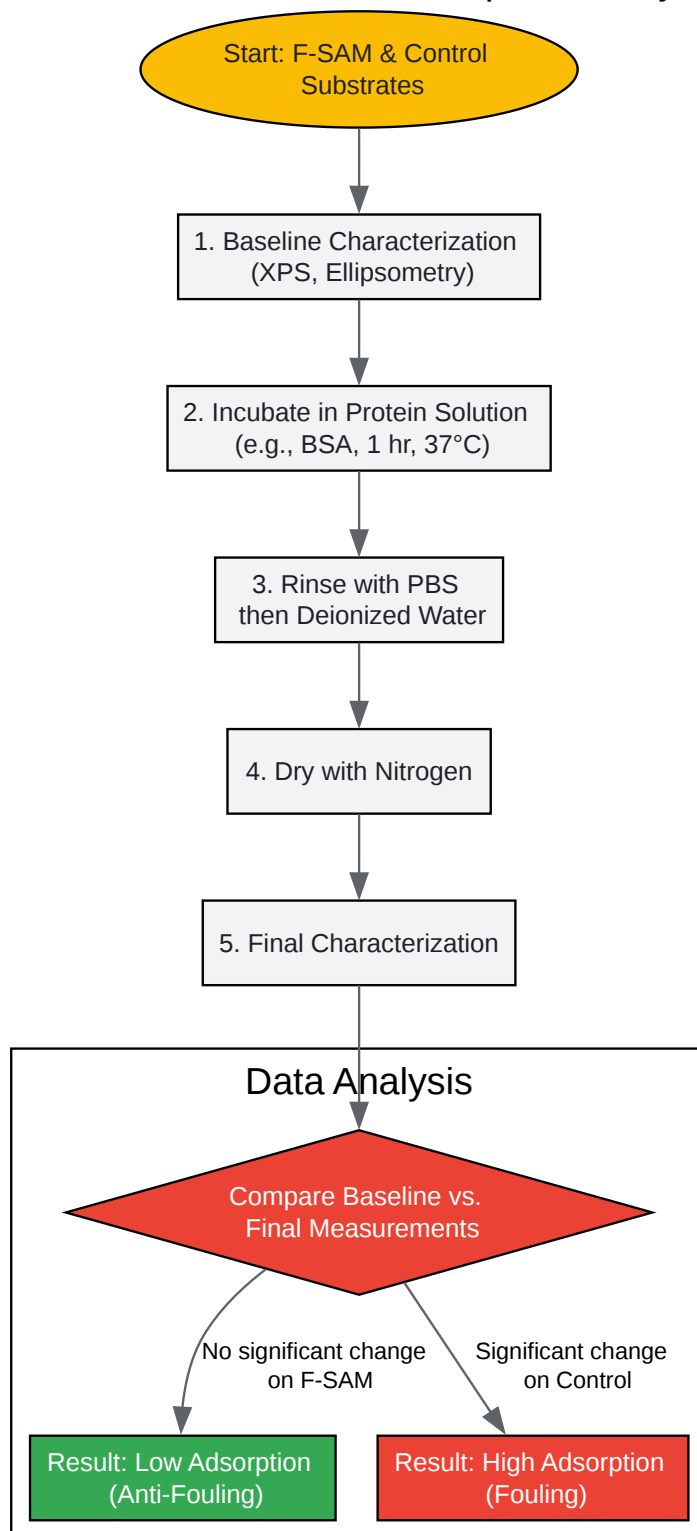 Start: F-SAM & Control
Substrates
1. Baseline Characterization
(XPS, Ellipsometry)
2. Incubate in Protein Solution
(e.g., BSA, 1 hr, 37°C)
3. Rinse with PBS
then Deionized Water
4. Dry with Nitrogen
5. Final Characterization
Data Analysis
Compare Baseline vs.
Final Measurements
No significant change
on F-SAM
Significant change
on Control
Result: Low Adsorption
(Anti-Fouling)
Result: High Adsorption
(Fouling)